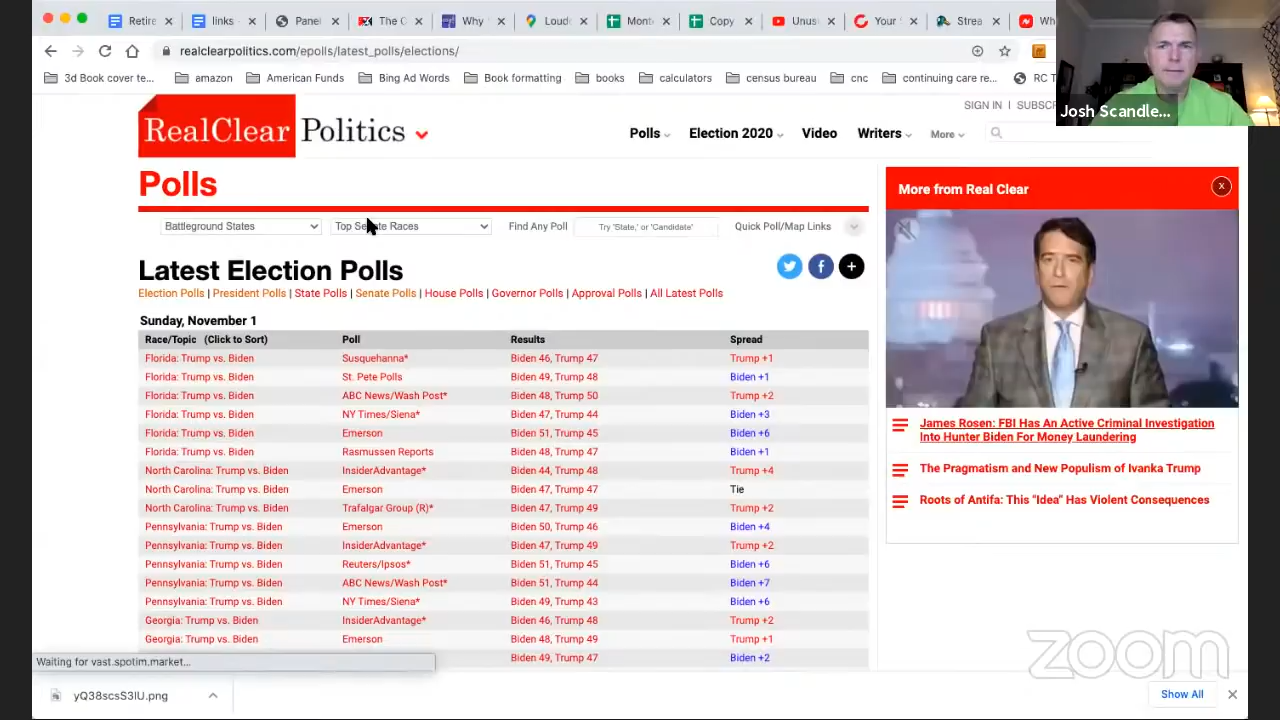 Retire
links
Panel
The C
Why
Loud
Mont
Copy
Unus
Your
Strea
Wh
realclearpolitics.com/epolls/latest_polls/elections/
3d Book cover te...
amazon
American Funds
Bing Ad Words
Book formatting
books
calculators
census bureau
cnc
continuing care re...
RC T
Josh Scandle...
SIGN IN | SUBSC
RealClear Politics
Polls
Election 2020
Video
Writers
More
Polls
Battleground States
Top Senate Races
Find Any Poll
Try 'State,' or 'Candidate'
Quick Poll/Map Links
More from Real Clear
x
Latest Election Polls
Election Polls | President Polls | State Polls | Senate Polls | House Polls | Governor Polls | Approval Polls | All Latest Polls
Sunday, November 1
Race/Topic (Click to Sort) Poll Results Spread
Florida: Trump vs. Biden Susquehanna* Biden 46, Trump 47 Trump +1
Florida: Trump vs. Biden St. Pete Polls Biden 49, Trump 48 Biden +1
Florida: Trump vs. Biden ABC News/Wash Post* Biden 48, Trump 50 Trump +2
Florida: Trump vs. Biden NY Times/Siena* Biden 47, Trump 44 Biden +3
Florida: Trump vs. Biden Emerson Biden 51, Trump 45 Biden +6
Florida: Trump vs. Biden Rasmussen Reports Biden 48, Trump 47 Biden +1
North Carolina: Trump vs. Biden InsiderAdvantage* Biden 44, Trump 48 Trump +4
North Carolina: Trump vs. Biden Emerson Biden 47, Trump 47 Tie
North Carolina: Trump vs. Biden Trafalgar Group (R)* Biden 47, Trump 49 Trump +2
Pennsylvania: Trump vs. Biden Emerson Biden 50, Trump 46 Biden +4
Pennsylvania: Trump vs. Biden InsiderAdvantage* Biden 47, Trump 49 Trump +2
Pennsylvania: Trump vs. Biden Reuters/Ipsos* Biden 51, Trump 45 Biden +6
Pennsylvania: Trump vs. Biden ABC News/Wash Post* Biden 51, Trump 44 Biden +7
Pennsylvania: Trump vs. Biden NY Times/Siena* Biden 49, Trump 43 Biden +6
Georgia: Trump vs. Biden InsiderAdvantage* Biden 46, Trump 48 Trump +2
Georgia: Trump vs. Biden Emerson Biden 48, Trump 49 Trump +1
Biden 49, Trump 47 Biden +2
James Rosen: FBI Has An Active Criminal Investigation
Into Hunter Biden For Money Laundering
The Pragmatism and New Populism of Ivanka Trump
Roots of Antifa: This "Idea" Has Violent Consequences
Waiting for vast.spotim.market...
zoom
yQ38scsS3lU.png
Show All